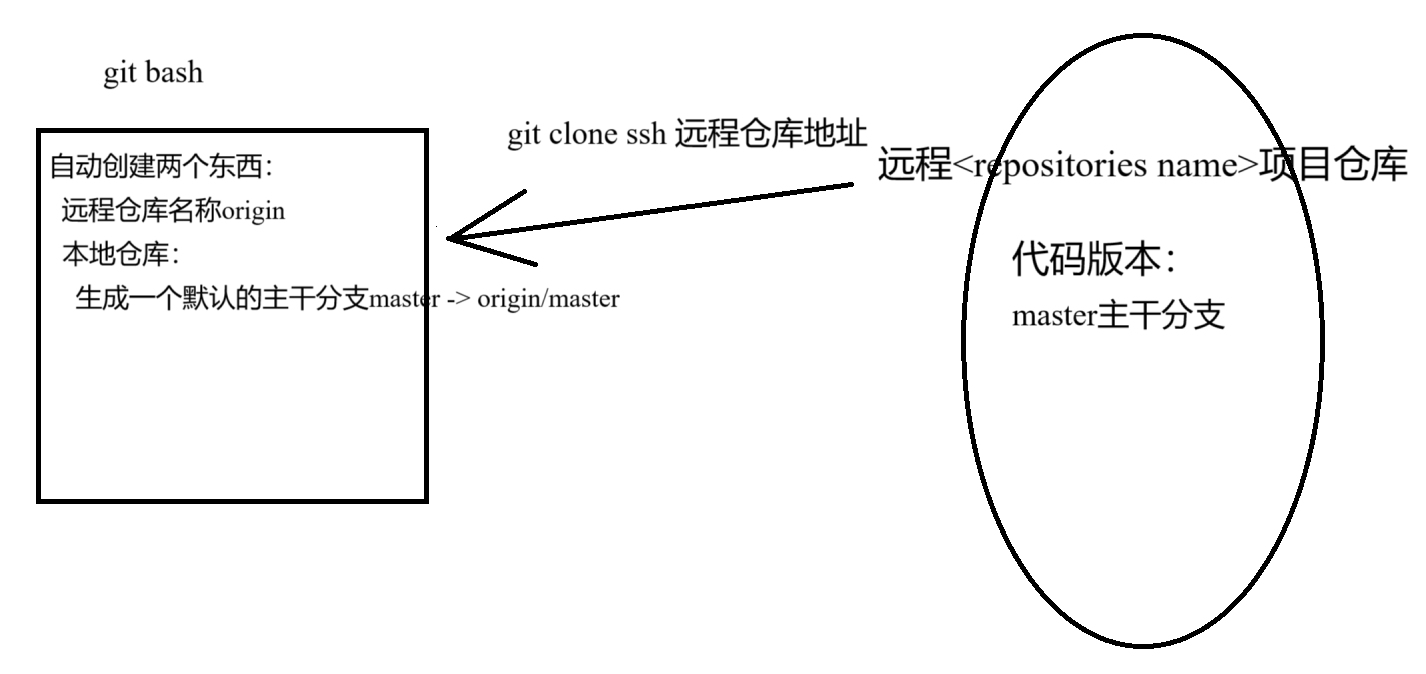 git bash
git clone ssh 远程仓库地址
远程<repositories name>项目仓库
自动创建两个东西：
远程仓库名称origin
本地仓库：
生成一个默认的主干分支master -> origin/master
代码版本：
master主干分支